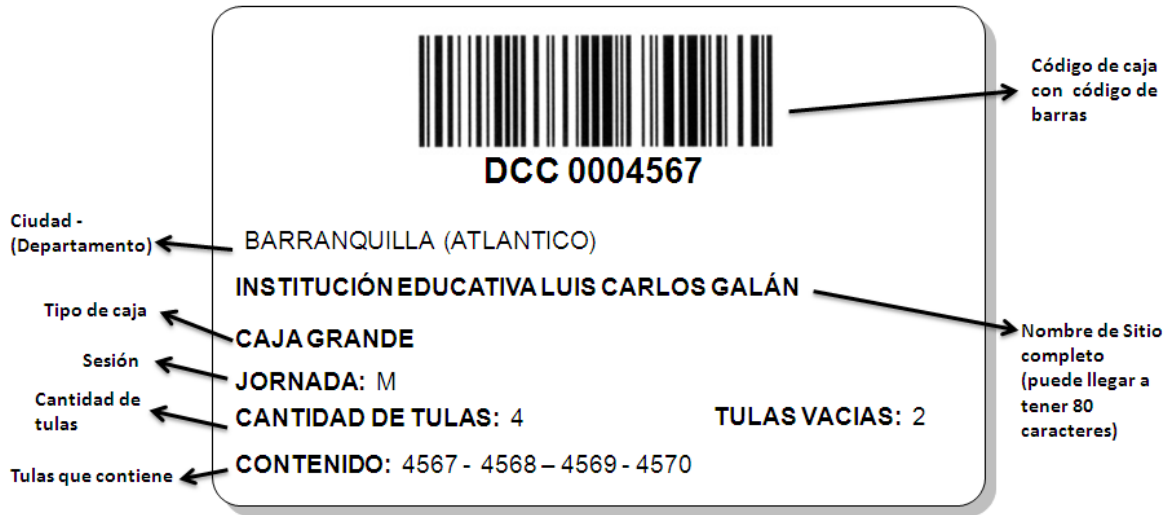 Código de caja
con código de
barras
DCC 0004567
Ciudad -
(Departamento)
BARRANQUILLA (ATLANTICO)
INSTITUCIÓN EDUCATIVA LUIS CARLOS GALÁN
Tipo de caja
CAJA GRANDE
Nombre de Sitio
completo
(puede llegar a
tener 80
caracteres)
Sesión
JORNADA: M
Cantidad de
tulas
CANTIDAD DE TULAS: 4 TULAS VACIAS: 2
Tulas que contiene
CONTENIDO: 4567 - 4568 – 4569 - 4570